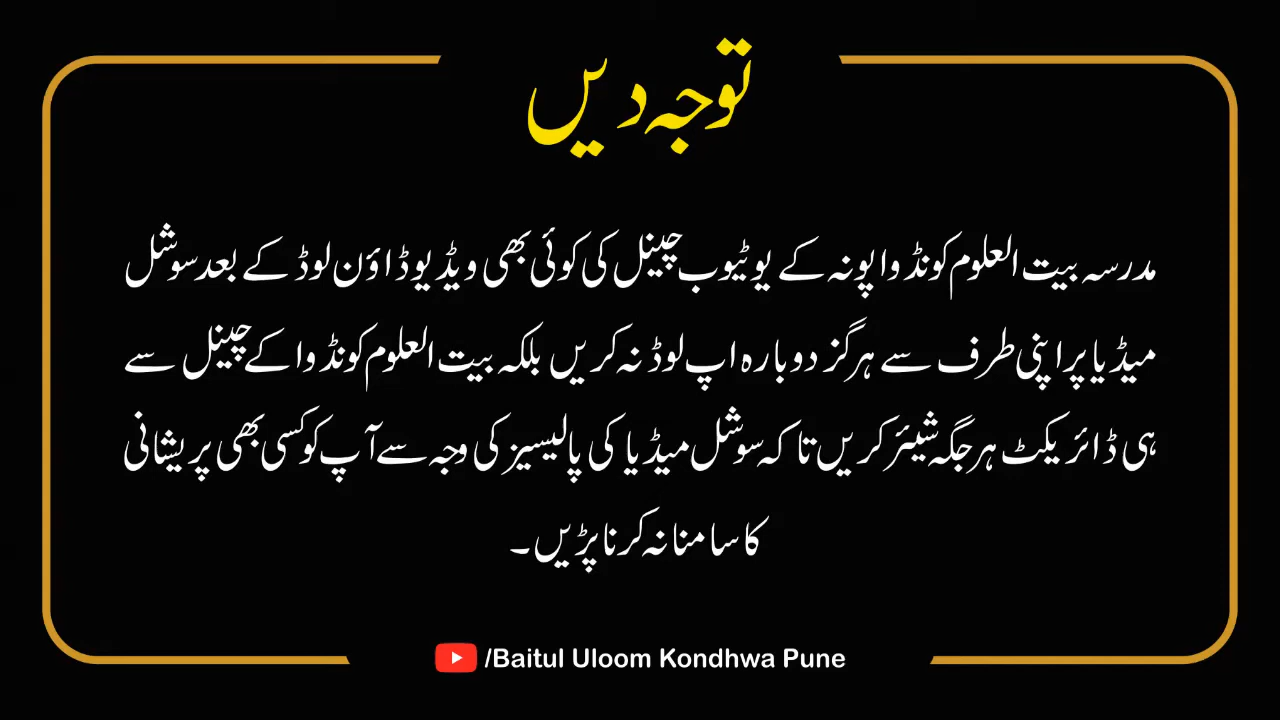 توجہ دیں
مدرسہ بیت العلوم کونڈوا پونہ کے یوٹیوب چینل کی کوئی بھی ویڈیو ڈاؤن لوڈ کے بعد سوشل
میڈیا پر اپنی طرف سے ہرگز دوبارہ اپ لوڈ نہ کریں بلکہ بیت العلوم کونڈوا کے چینل سے
ہی ڈائریکٹ ہر جگہ شیئر کریں تاکہ سوشل میڈیا کی پالیسیز کی وجہ سے آپ کو کسی بھی پریشانی
کا سامنا نہ کرنا پڑیں۔
/Baitul Uloom Kondhwa Pune